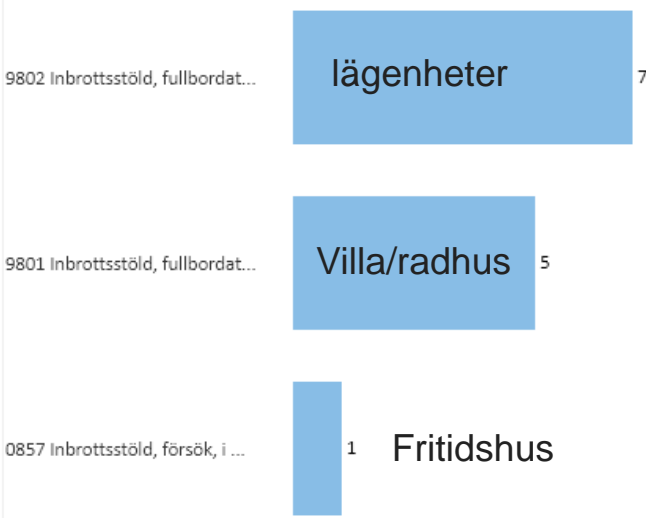 9802 Inbrottsstöld, fullbordat... lägenheter 7
9801 Inbrottsstöld, fullbordat... Villa/radhus 5
0857 Inbrottsstöld, försök, i ... 1 Fritidshus